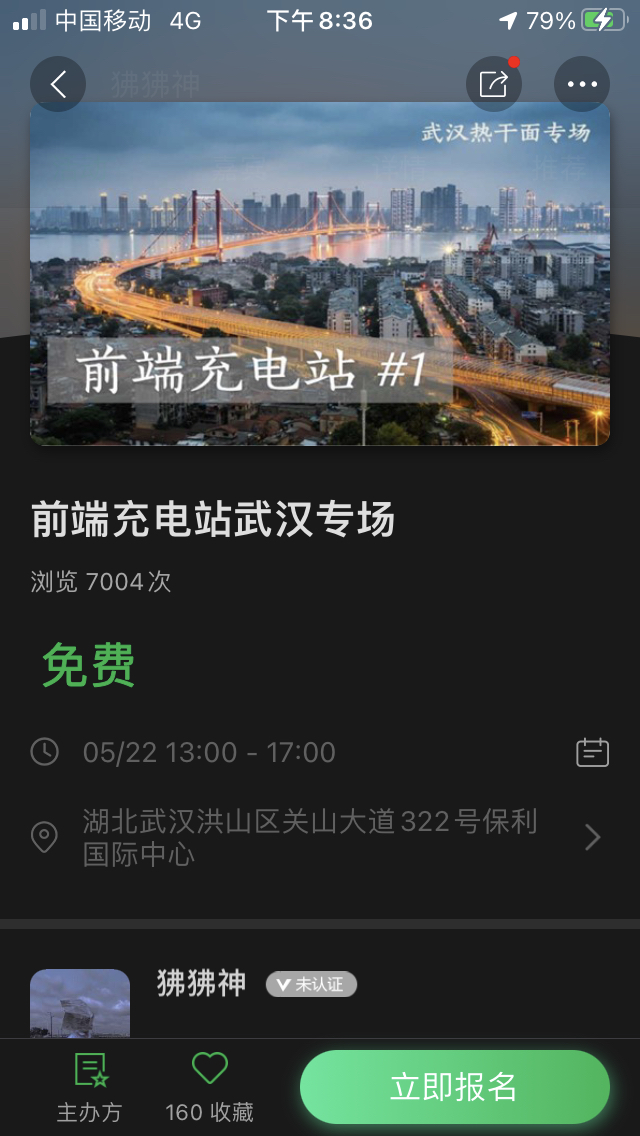 中国移动 4G 下午8:36 79%
狒狒神
武汉热干面专场
详情 推荐
前端充电站 #1
前端充电站武汉专场
浏览 7004次
免费
05/22 13:00 - 17:00
湖北武汉洪山区关山大道322号保利
国际中心
狒狒神 未认证
主办方 160 收藏 立即报名